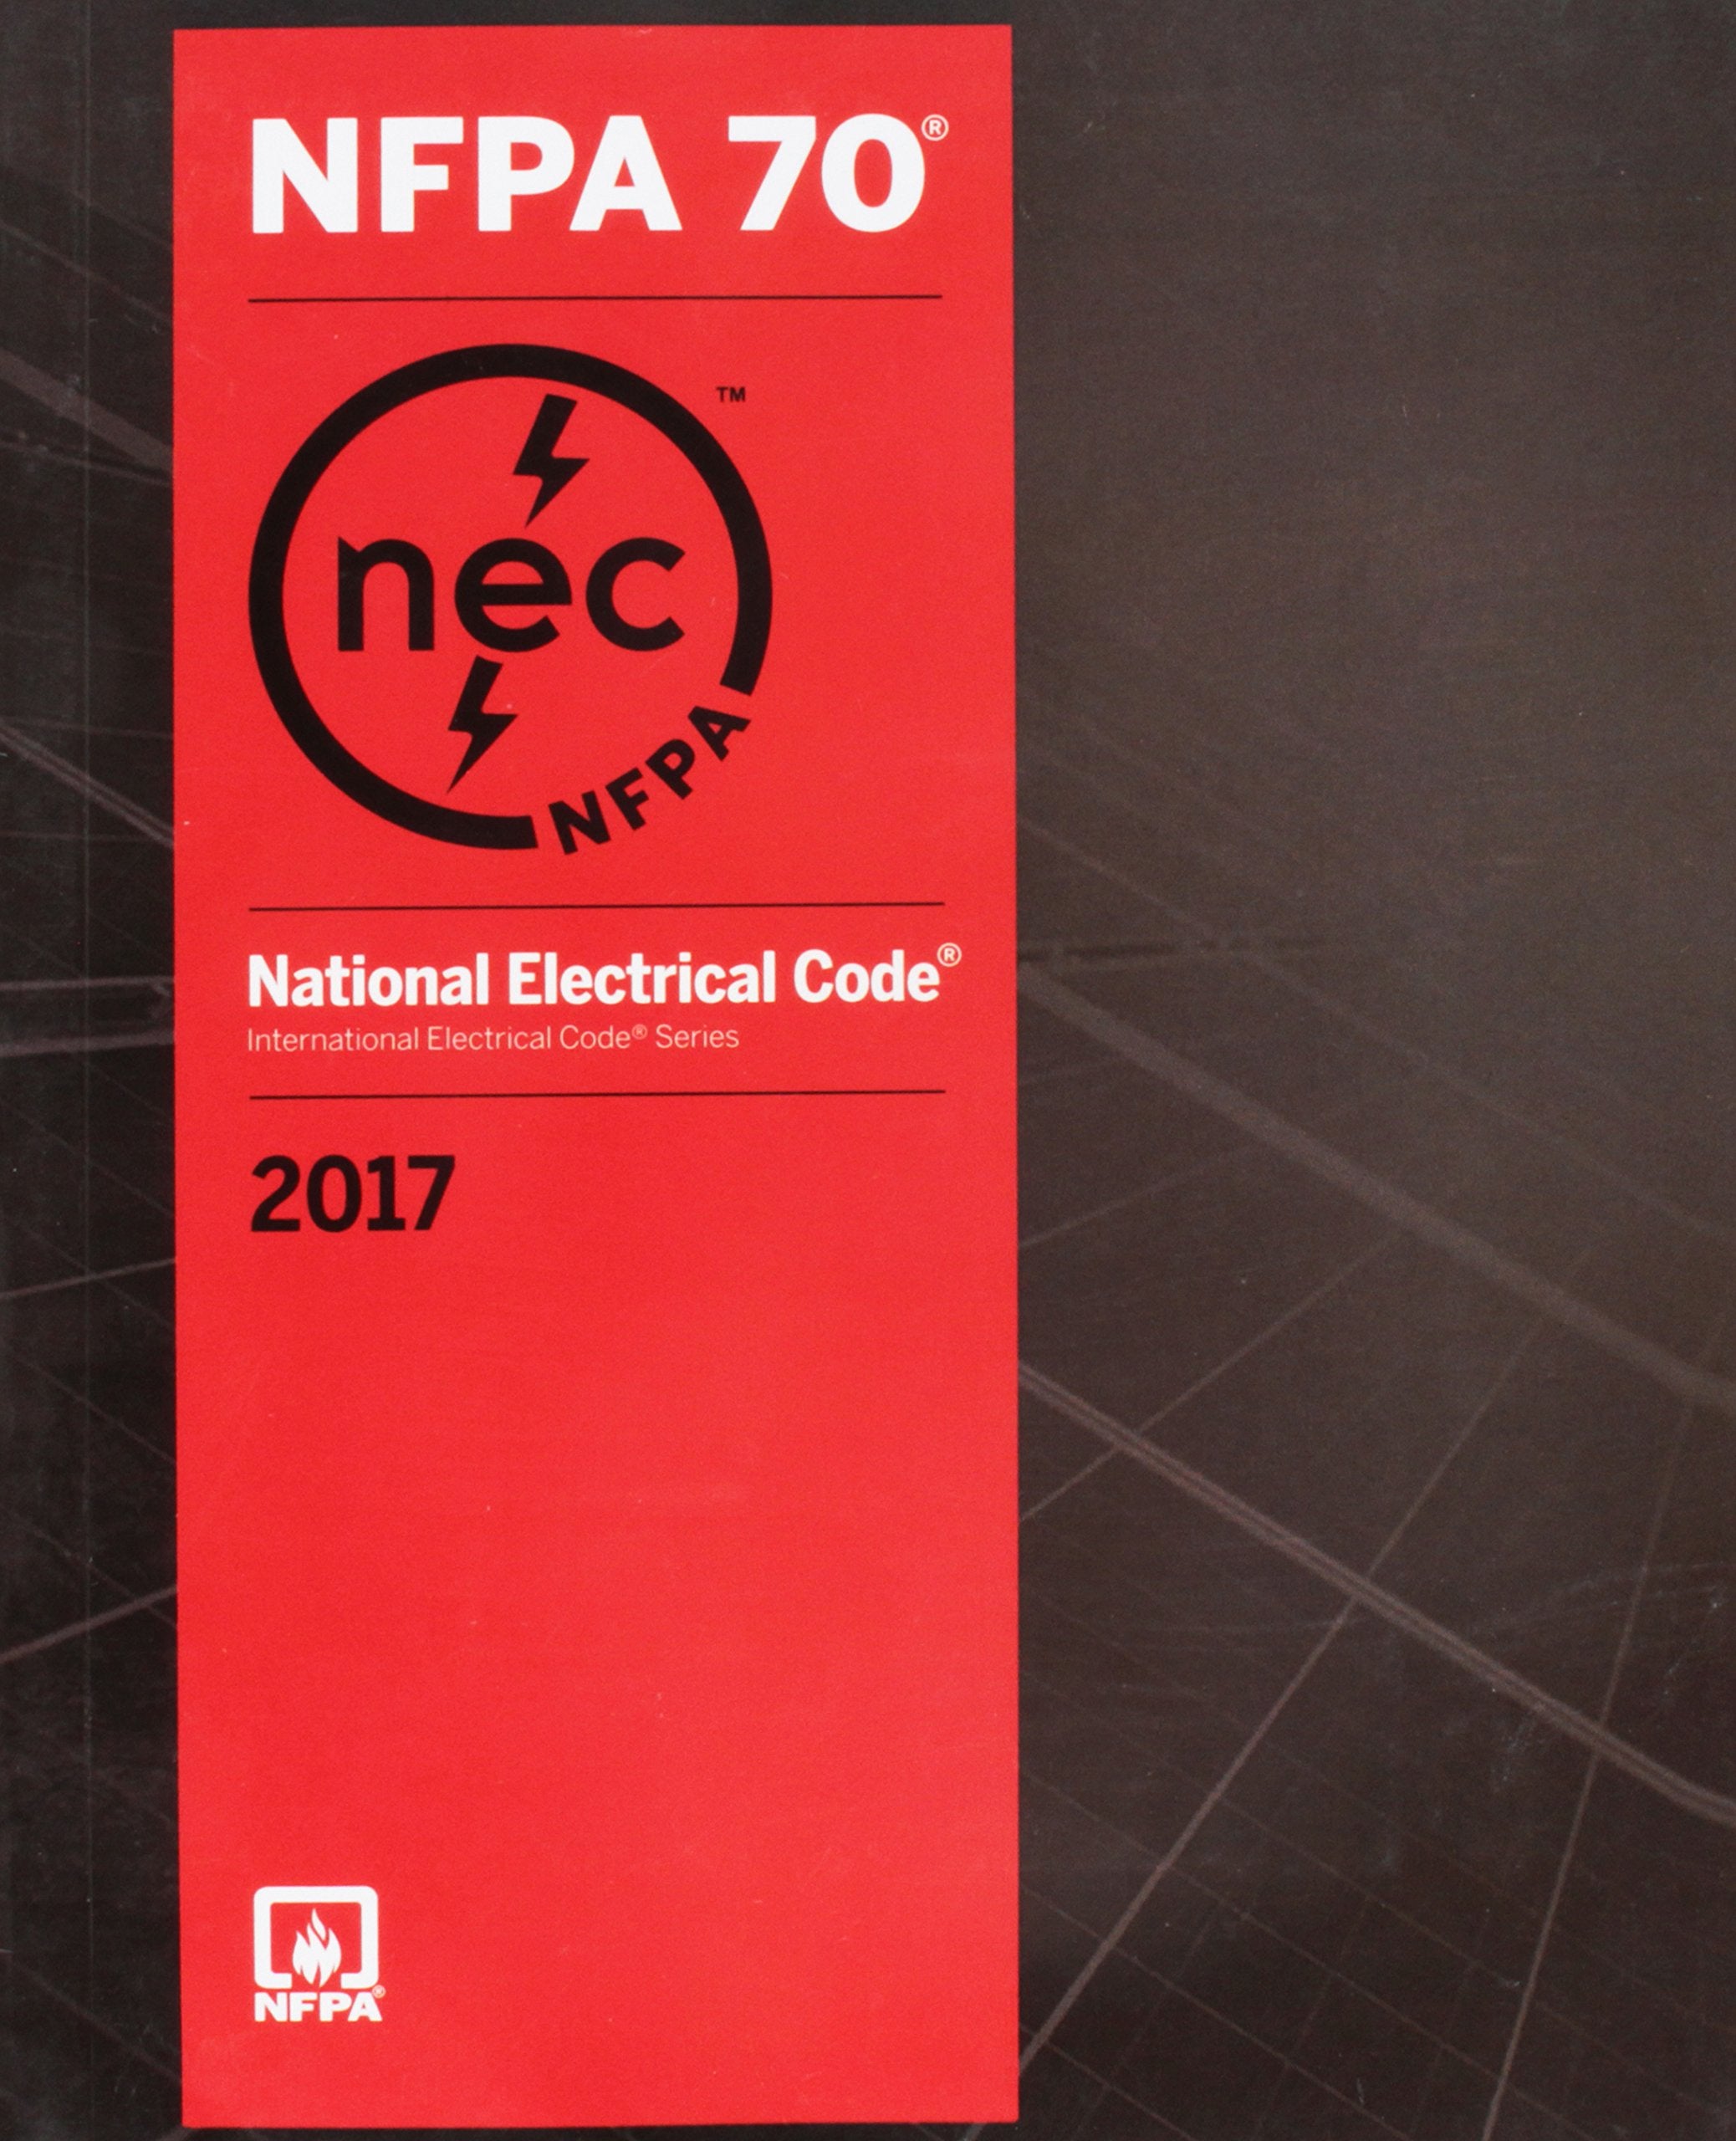 NFPA 70®
™
nec
NFPA
National Electrical Code®
International Electrical Code® Series
2017
NFPA®